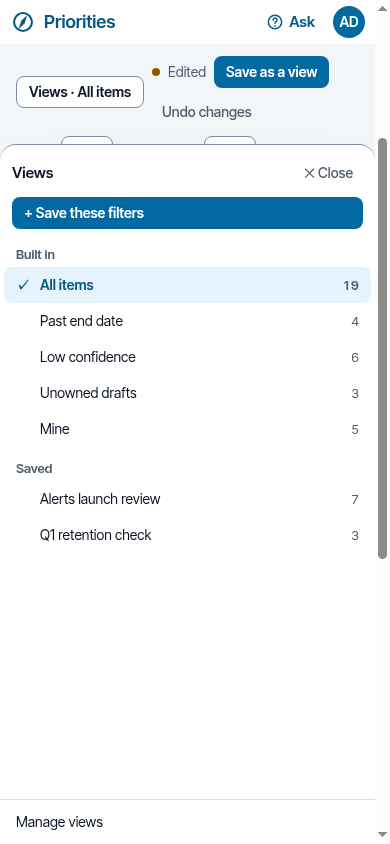 Priorities
Ask
AD
Views · All items
Edited
Save as a view
Undo changes
Views
Close
+ Save these filters
Built in
✓ All items 19
Past end date 4
Low confidence 6
Unowned drafts 3
Mine 5
Saved
Alerts launch review 7
Q1 retention check 3
Manage views